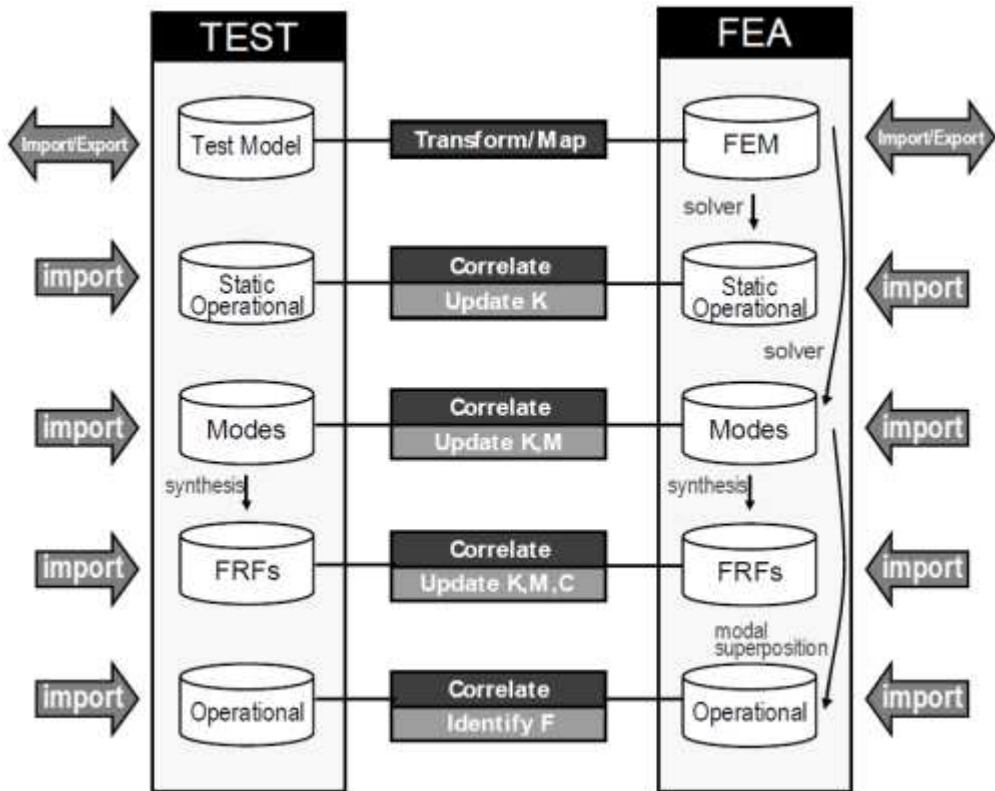 TEST
FEA
Import/Export
Test Model
Transform/Map
FEM
Import/Export
solver
import
Static
Operational
Correlate
Update K
Static
Operational
import
solver
import
Modes
Correlate
Update K,M
Modes
import
synthesis
synthesis
import
FRFs
Correlate
Update K,M,C
FRFs
import
modal
superposition
import
Operational
Correlate
Identify F
Operational
import